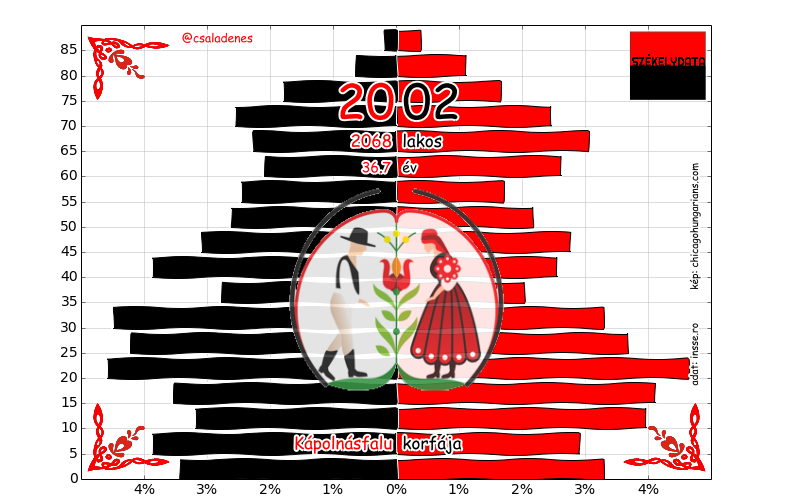 @csaladenes
SZÉKELYDATA
2002
2068 lakos
36.7 év
kép: chicagohungarians.com
adat: insse.ro
Kápolnásfalu korfája
85
80
75
70
65
60
55
50
45
40
35
30
25
20
15
10
5
0
4% 3% 2% 1% 0% 1% 2% 3% 4%